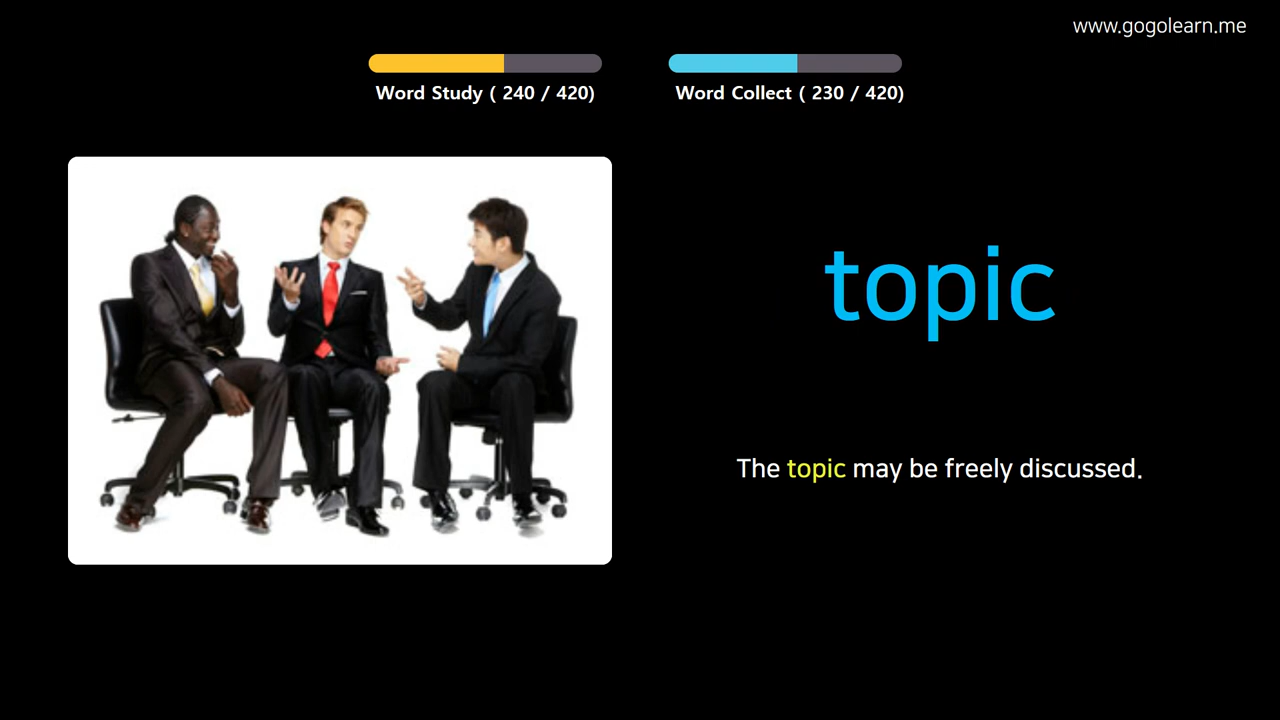 www.gogolearn.me
Word Study ( 240 / 420)
Word Collect ( 230 / 420)
topic
The topic may be freely discussed.